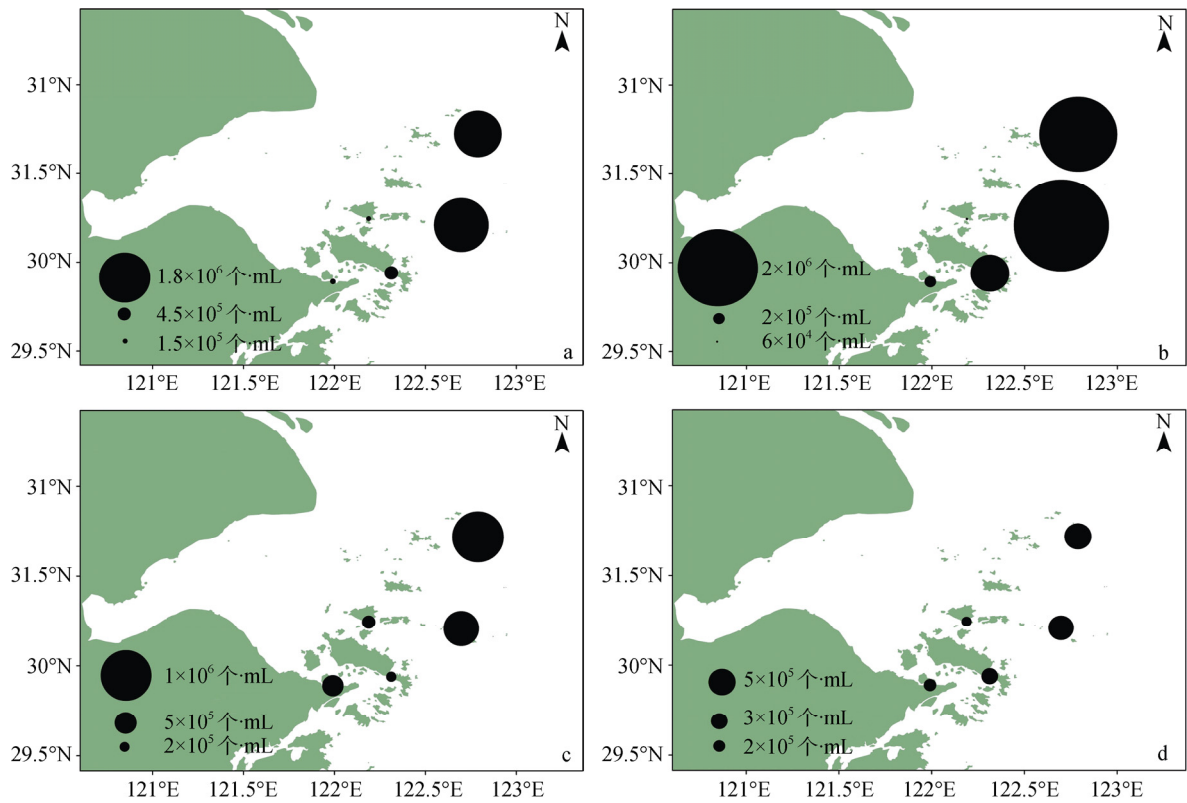 N
31°N
31.5°N
30°N
29.5°N
1.8×10⁶ 个·mL
4.5×10⁵ 个·mL
1.5×10⁵ 个·mL
a
121°E 121.5°E 122°E 122.5°E 123°E
N
31°N
31.5°N
30°N
29.5°N
2×10⁶ 个·mL
2×10⁵ 个·mL
6×10⁴ 个·mL
b
121°E 121.5°E 122°E 122.5°E 123°E
N
31°N
31.5°N
30°N
29.5°N
1×10⁶ 个·mL
5×10⁵ 个·mL
2×10⁵ 个·mL
c
121°E 121.5°E 122°E 122.5°E 123°E
N
31°N
31.5°N
30°N
29.5°N
5×10⁵ 个·mL
3×10⁵ 个·mL
2×10⁵ 个·mL
d
121°E 121.5°E 122°E 122.5°E 123°E